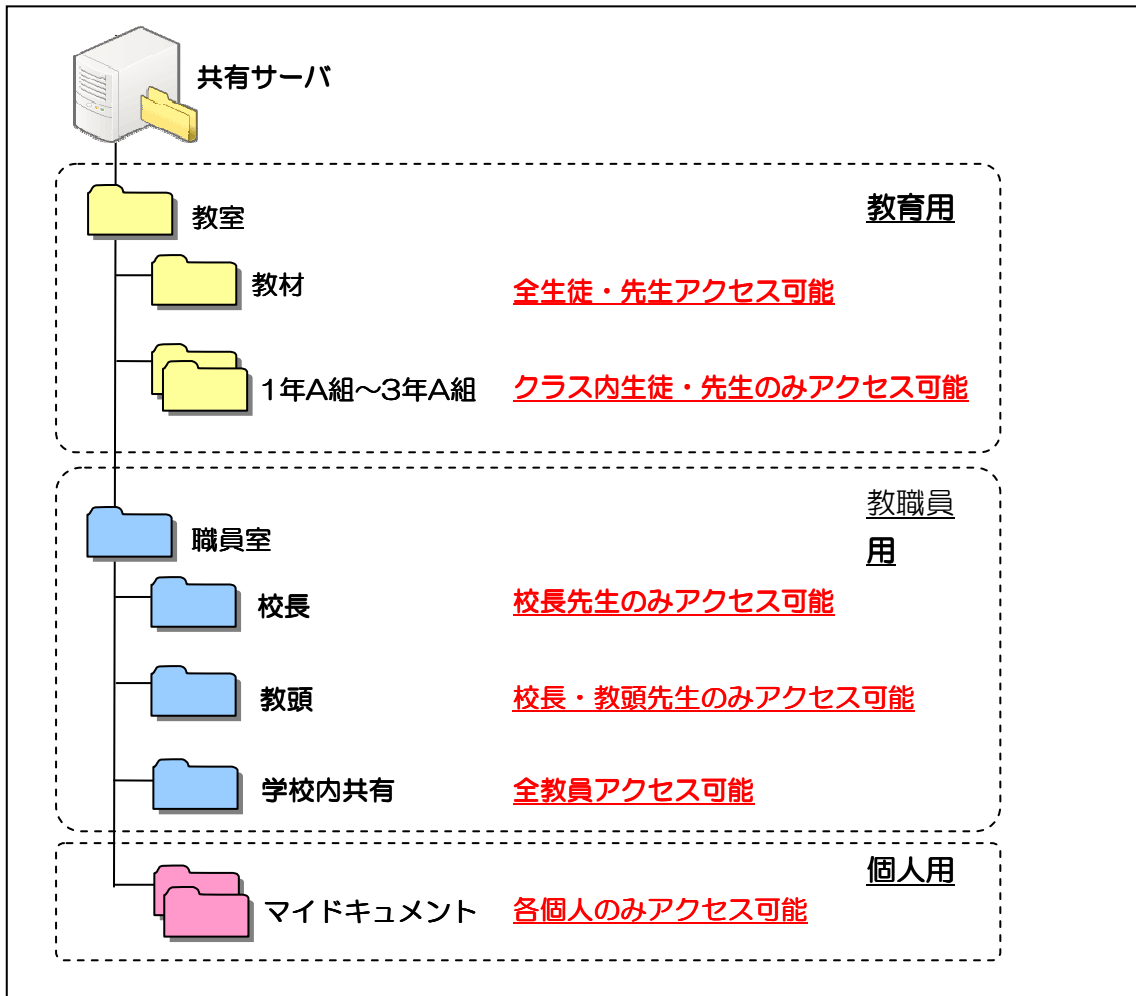 共有サーバ
教育用
教室
教材
全生徒・先生アクセス可能
1年A組～3年A組
クラス内生徒・先生のみアクセス可能
教職員
用
職員室
校長
校長先生のみアクセス可能
教頭
校長・教頭先生のみアクセス可能
学校内共有
全教員アクセス可能
個人用
マイドキュメント
各個人のみアクセス可能